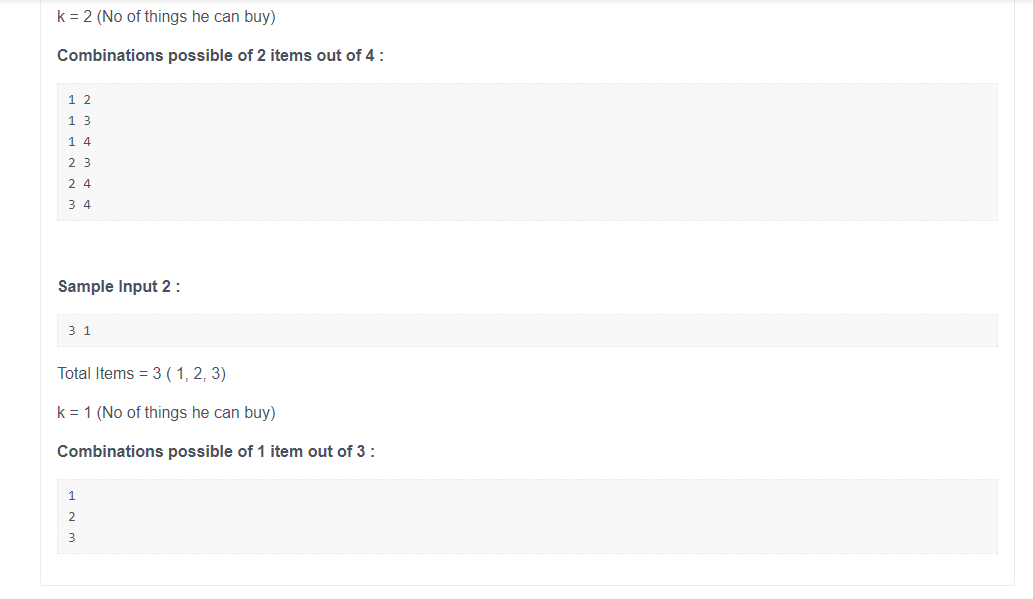 k = 2 (No of things he can buy)
Combinations possible of 2 items out of 4 :
1 2
1 3
1 4
2 3
2 4
3 4
Sample Input 2 :
3 1
Total Items = 3 ( 1, 2, 3)
k = 1 (No of things he can buy)
Combinations possible of 1 item out of 3 :
1
2
3